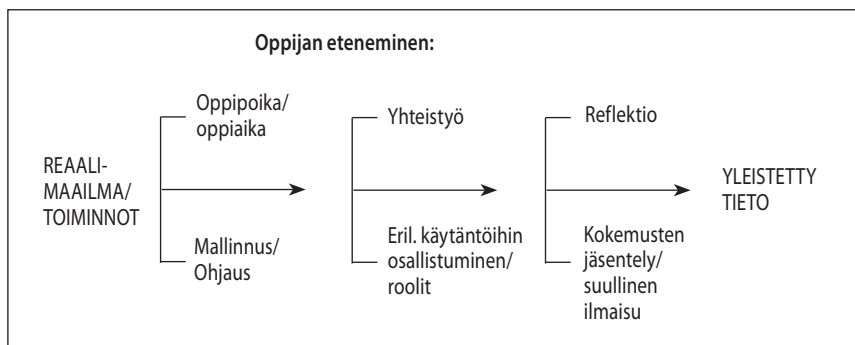 Oppijan eteneminen:
REAALI-
MAAILMA/
TOIMINNOT
Oppipoika/
oppiaika
Mallinnus/
Ohjaus
Yhteistyö
Eril. käytäntöihin
osallistuminen/
roolit
Reflektio
Kokemusten
jäsentely/
suullinen
ilmaisu
YLEISTETTY
TIETO